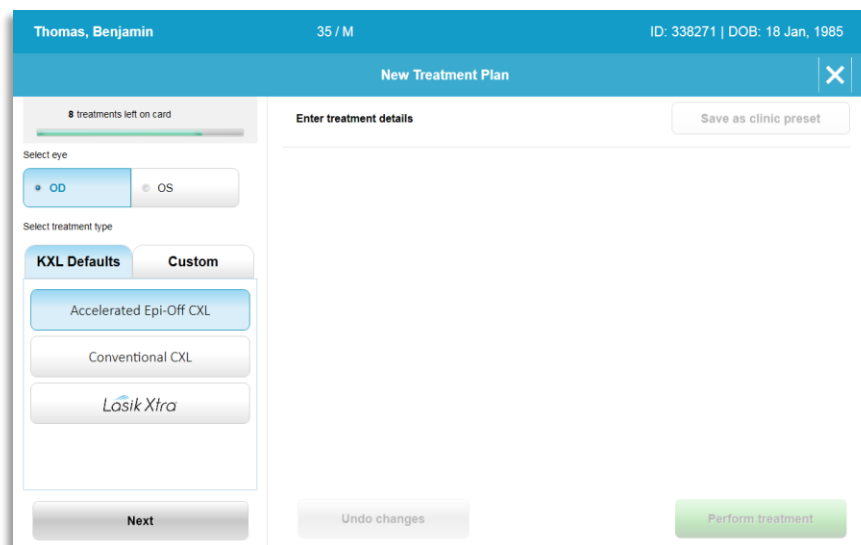 Thomas, Benjamin 35 / M ID: 338271 | DOB: 18 Jan, 1985
New Treatment Plan
8 treatments left on card
Enter treatment details
Save as clinic preset
Select eye
OD OS
Select treatment type
KXL Defaults Custom
Accelerated Epi-Off CXL
Conventional CXL
Lasik Xtra
Next
Undo changes
Perform treatment